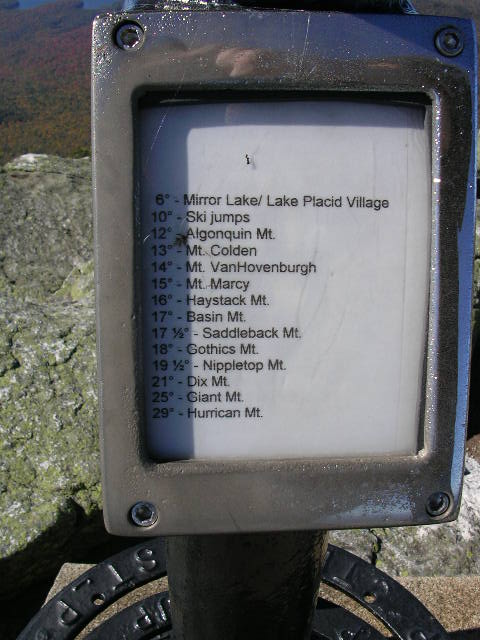 6° - Mirror Lake/ Lake Placid Village
10° - Ski jumps
12° - Algonquin Mt.
13° - Mt. Colden
14° - Mt. VanHovenburgh
15° - Mt. Marcy
16° - Haystack Mt.
17° - Basin Mt.
17 ½° - Saddleback Mt.
18° - Gothics Mt.
19 ½° - Nippletop Mt.
21° - Dix Mt.
25° - Giant Mt.
29° - Hurrican Mt.